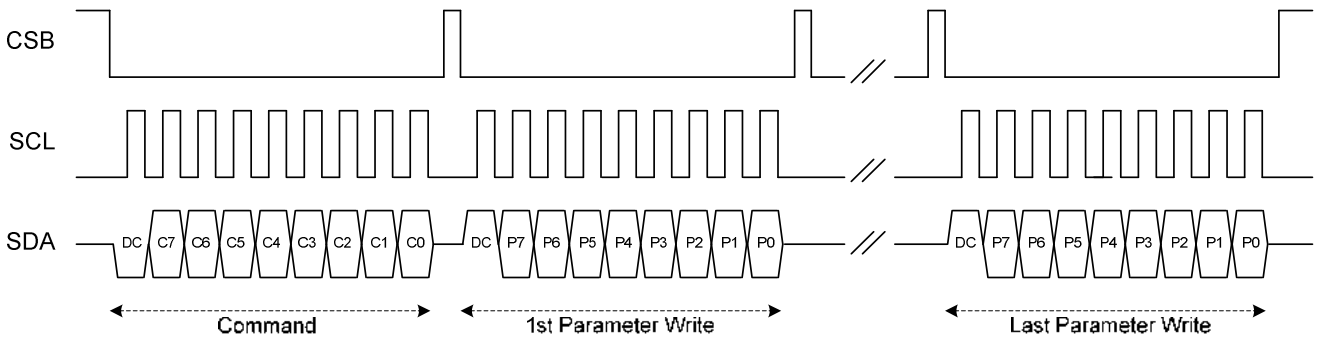 CSB
SCL
SDA DC C7 C6 C5 C4 C3 C2 C1 C0 DC P7 P6 P5 P4 P3 P2 P1 P0 // DC P7 P6 P5 P4 P3 P2 P1 P0
Command 1st Parameter Write Last Parameter Write